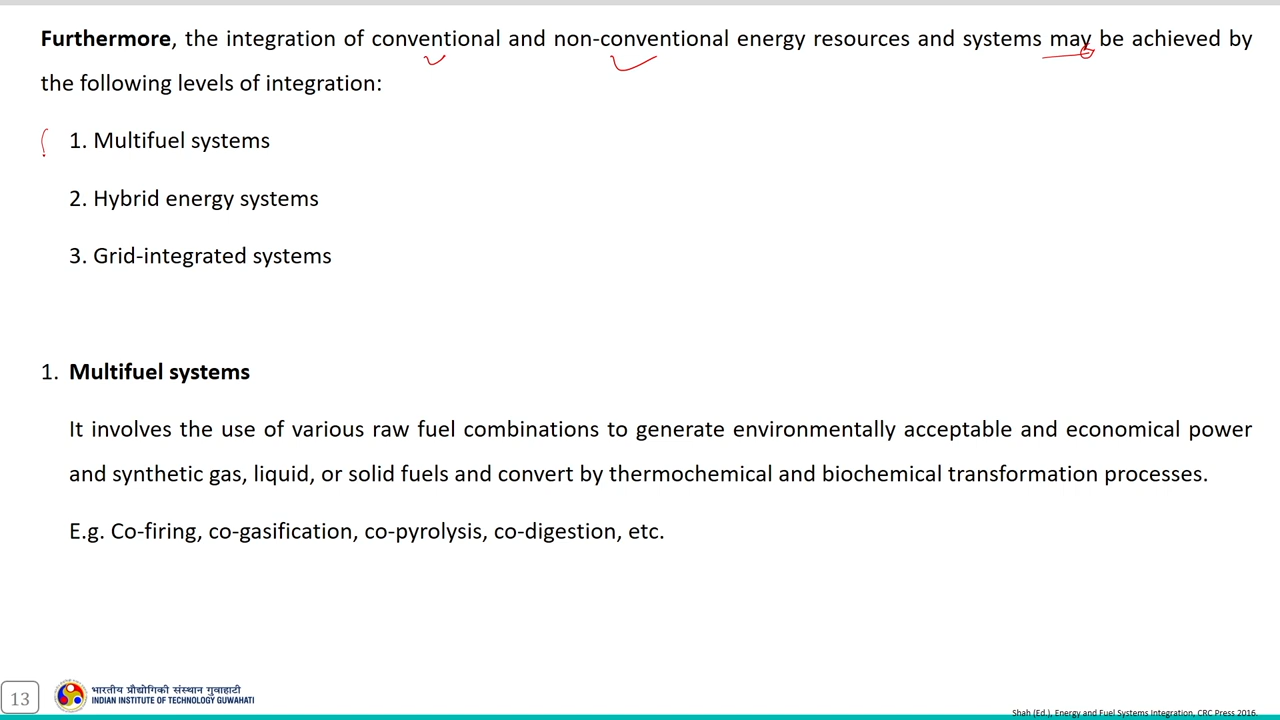 Furthermore, the integration of conventional and non-conventional energy resources and systems may be achieved by
the following levels of integration:
1. Multifuel systems
2. Hybrid energy systems
3. Grid-integrated systems
1. Multifuel systems
It involves the use of various raw fuel combinations to generate environmentally acceptable and economical power
and synthetic gas, liquid, or solid fuels and convert by thermochemical and biochemical transformation processes.
E.g. Co-firing, co-gasification, co-pyrolysis, co-digestion, etc.
13
भारतीय प्रौद्योगिकी संस्थान गुवाहाटी
INDIAN INSTITUTE OF TECHNOLOGY GUWAHATI
Shah (Ed.), Energy and Fuel Systems Integration, CRC Press 2016.